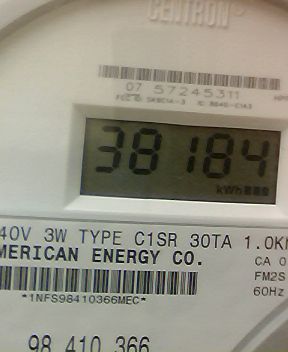 CENTRON®
07 57245311
38184
kWh
40V 3W TYPE C1SR 30TA 1.0K
MERICAN ENERGY CO.
CA 0
FM2S
60Hz
*1NFS98410366MEC*
98 410 366